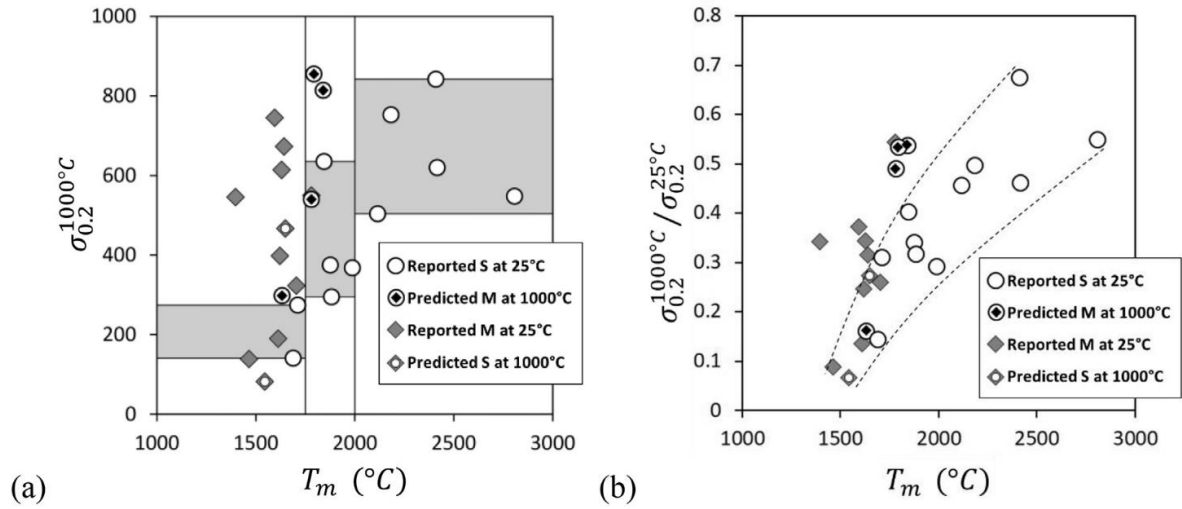 1000
800
600
400
200
0
σ0.2^1000°C
1000 1500 2000 2500 3000
Tm (°C)
Reported S at 25°C
Predicted M at 1000°C
Reported M at 25°C
Predicted S at 1000°C
(a)
0.8
0.7
0.6
0.5
0.4
0.3
0.2
0.1
0
σ0.2^1000°C/σ0.2^25°C
1000 1500 2000 2500 3000
Tm (°C)
Reported S at 25°C
Predicted M at 1000°C
Reported M at 25°C
Predicted S at 1000°C
(b)